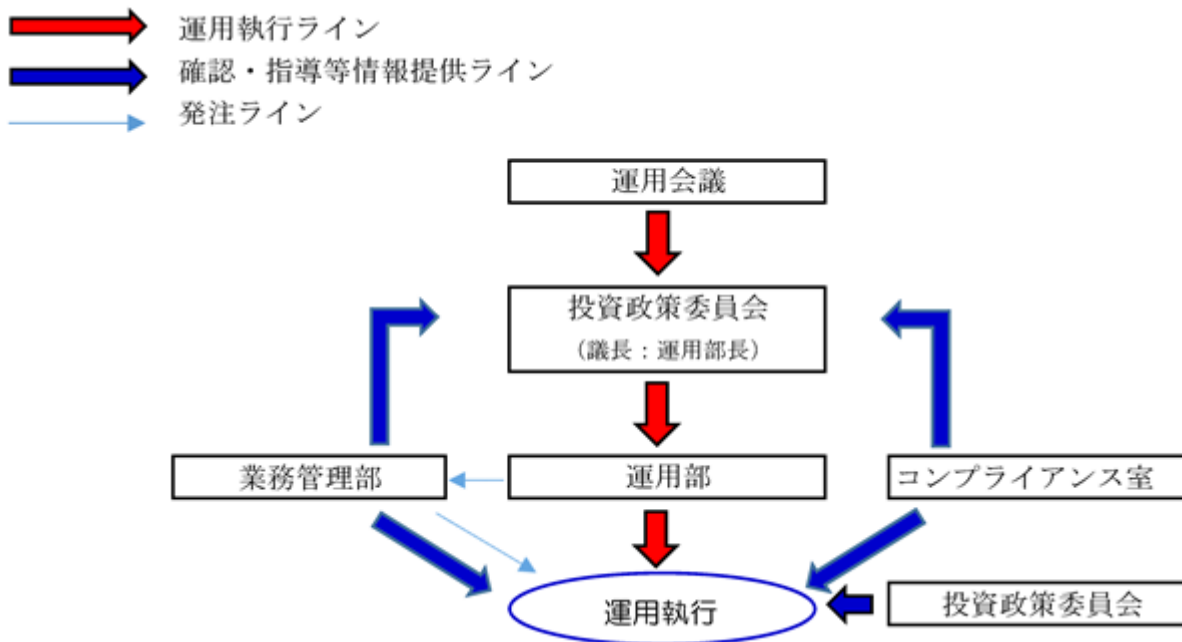 運用執行ライン
確認・指導等情報提供ライン
発注ライン
運用会議
投資政策委員会
（議長：運用部長）
業務管理部
運用部
コンプライアンス室
運用執行
投資政策委員会